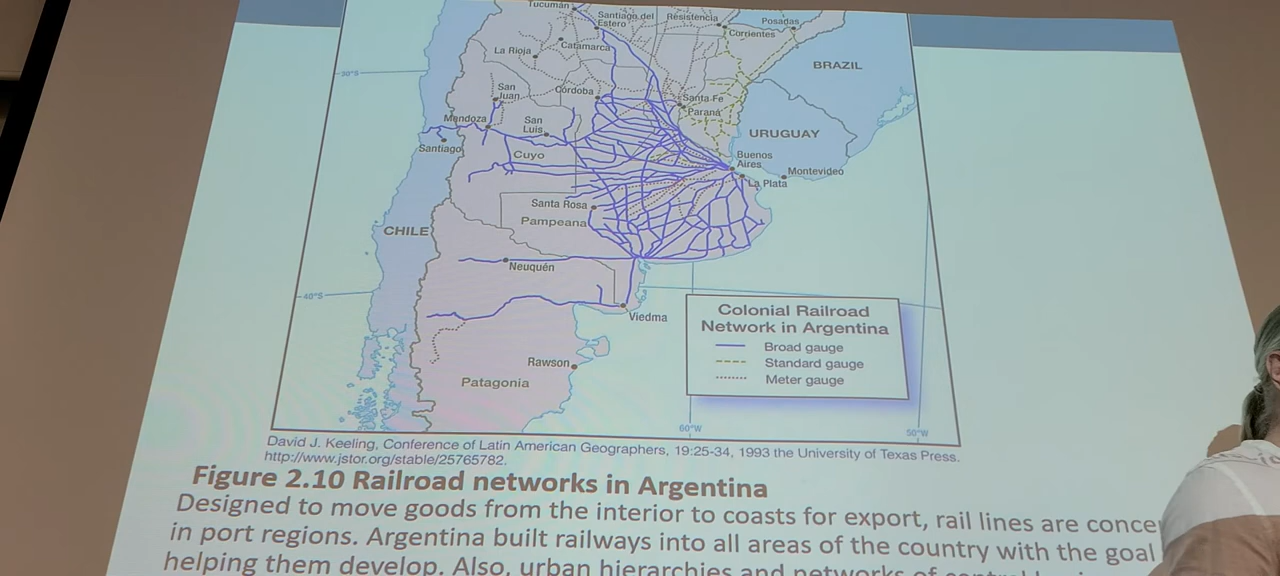 Tucumán
Santiago del
Estero
Resistencia
Posadas
Corrientes
Catamarca
La Rioja
BRAZIL
30°S
San
Juan
Córdoba
Santa Fe
Paraná
Mendoza
San
Luis
URUGUAY
Santiago
Cuyo
Buenos
Aires
Montevideo
La Plata
Santa Rosa
Pampeana
CHILE
Neuquén
40°S
Viedma
Colonial Railroad
Network in Argentina
Broad gauge
Standard gauge
Meter gauge
Rawson
Patagonia
60°W
50°W
David J. Keeling, Conference of Latin American Geographers, 19:25-34, 1993 the University of Texas Press.
http://www.jstor.org/stable/25765782.
Figure 2.10 Railroad networks in Argentina
Designed to move goods from the interior to coasts for export, rail lines are conce
in port regions. Argentina built railways into all areas of the country with the goal
helping them develop. Also, urban hierarchies and networks of